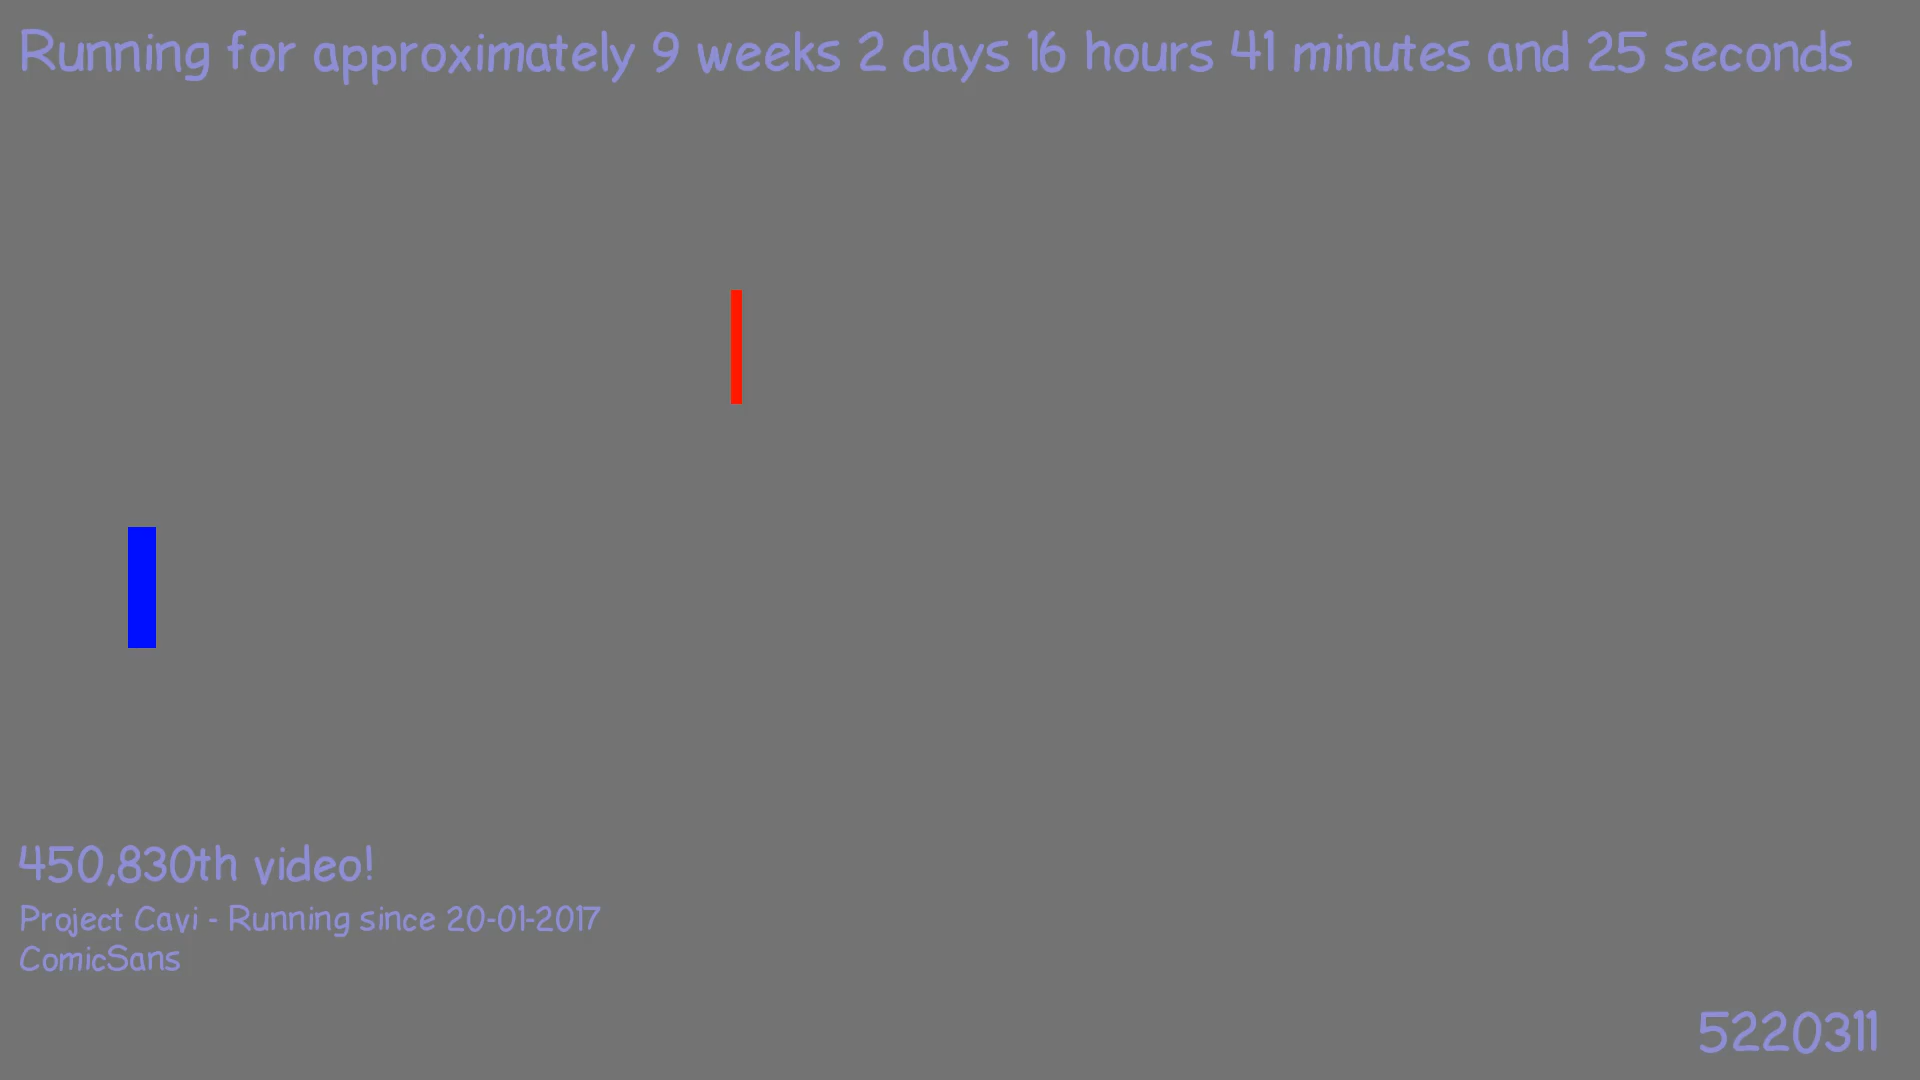 Running for approximately 9 weeks 2 days 16 hours 41 minutes and 25 seconds
450,830th video!
Project Cavi - Running since 20-01-2017
ComicSans
5220311